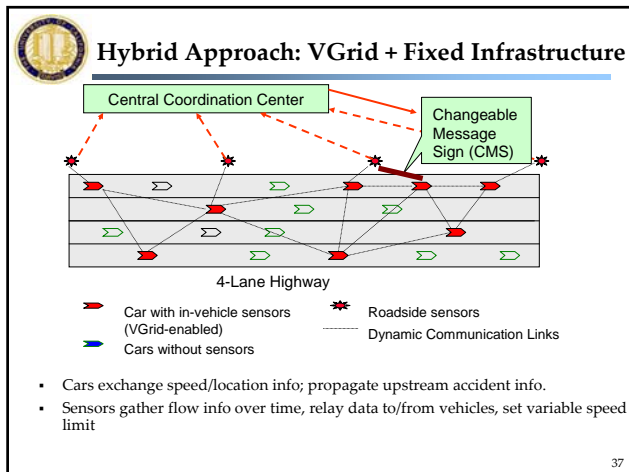 Hybrid Approach: VGrid + Fixed Infrastructure
Central Coordination Center
Changeable
Message
Sign (CMS)
4-Lane Highway
Car with in-vehicle sensors
(VGrid-enabled)
Cars without sensors
Roadside sensors
Dynamic Communication Links
▪ Cars exchange speed/location info; propagate upstream accident info.
▪ Sensors gather flow info over time, relay data to/from vehicles, set variable speed
limit
37